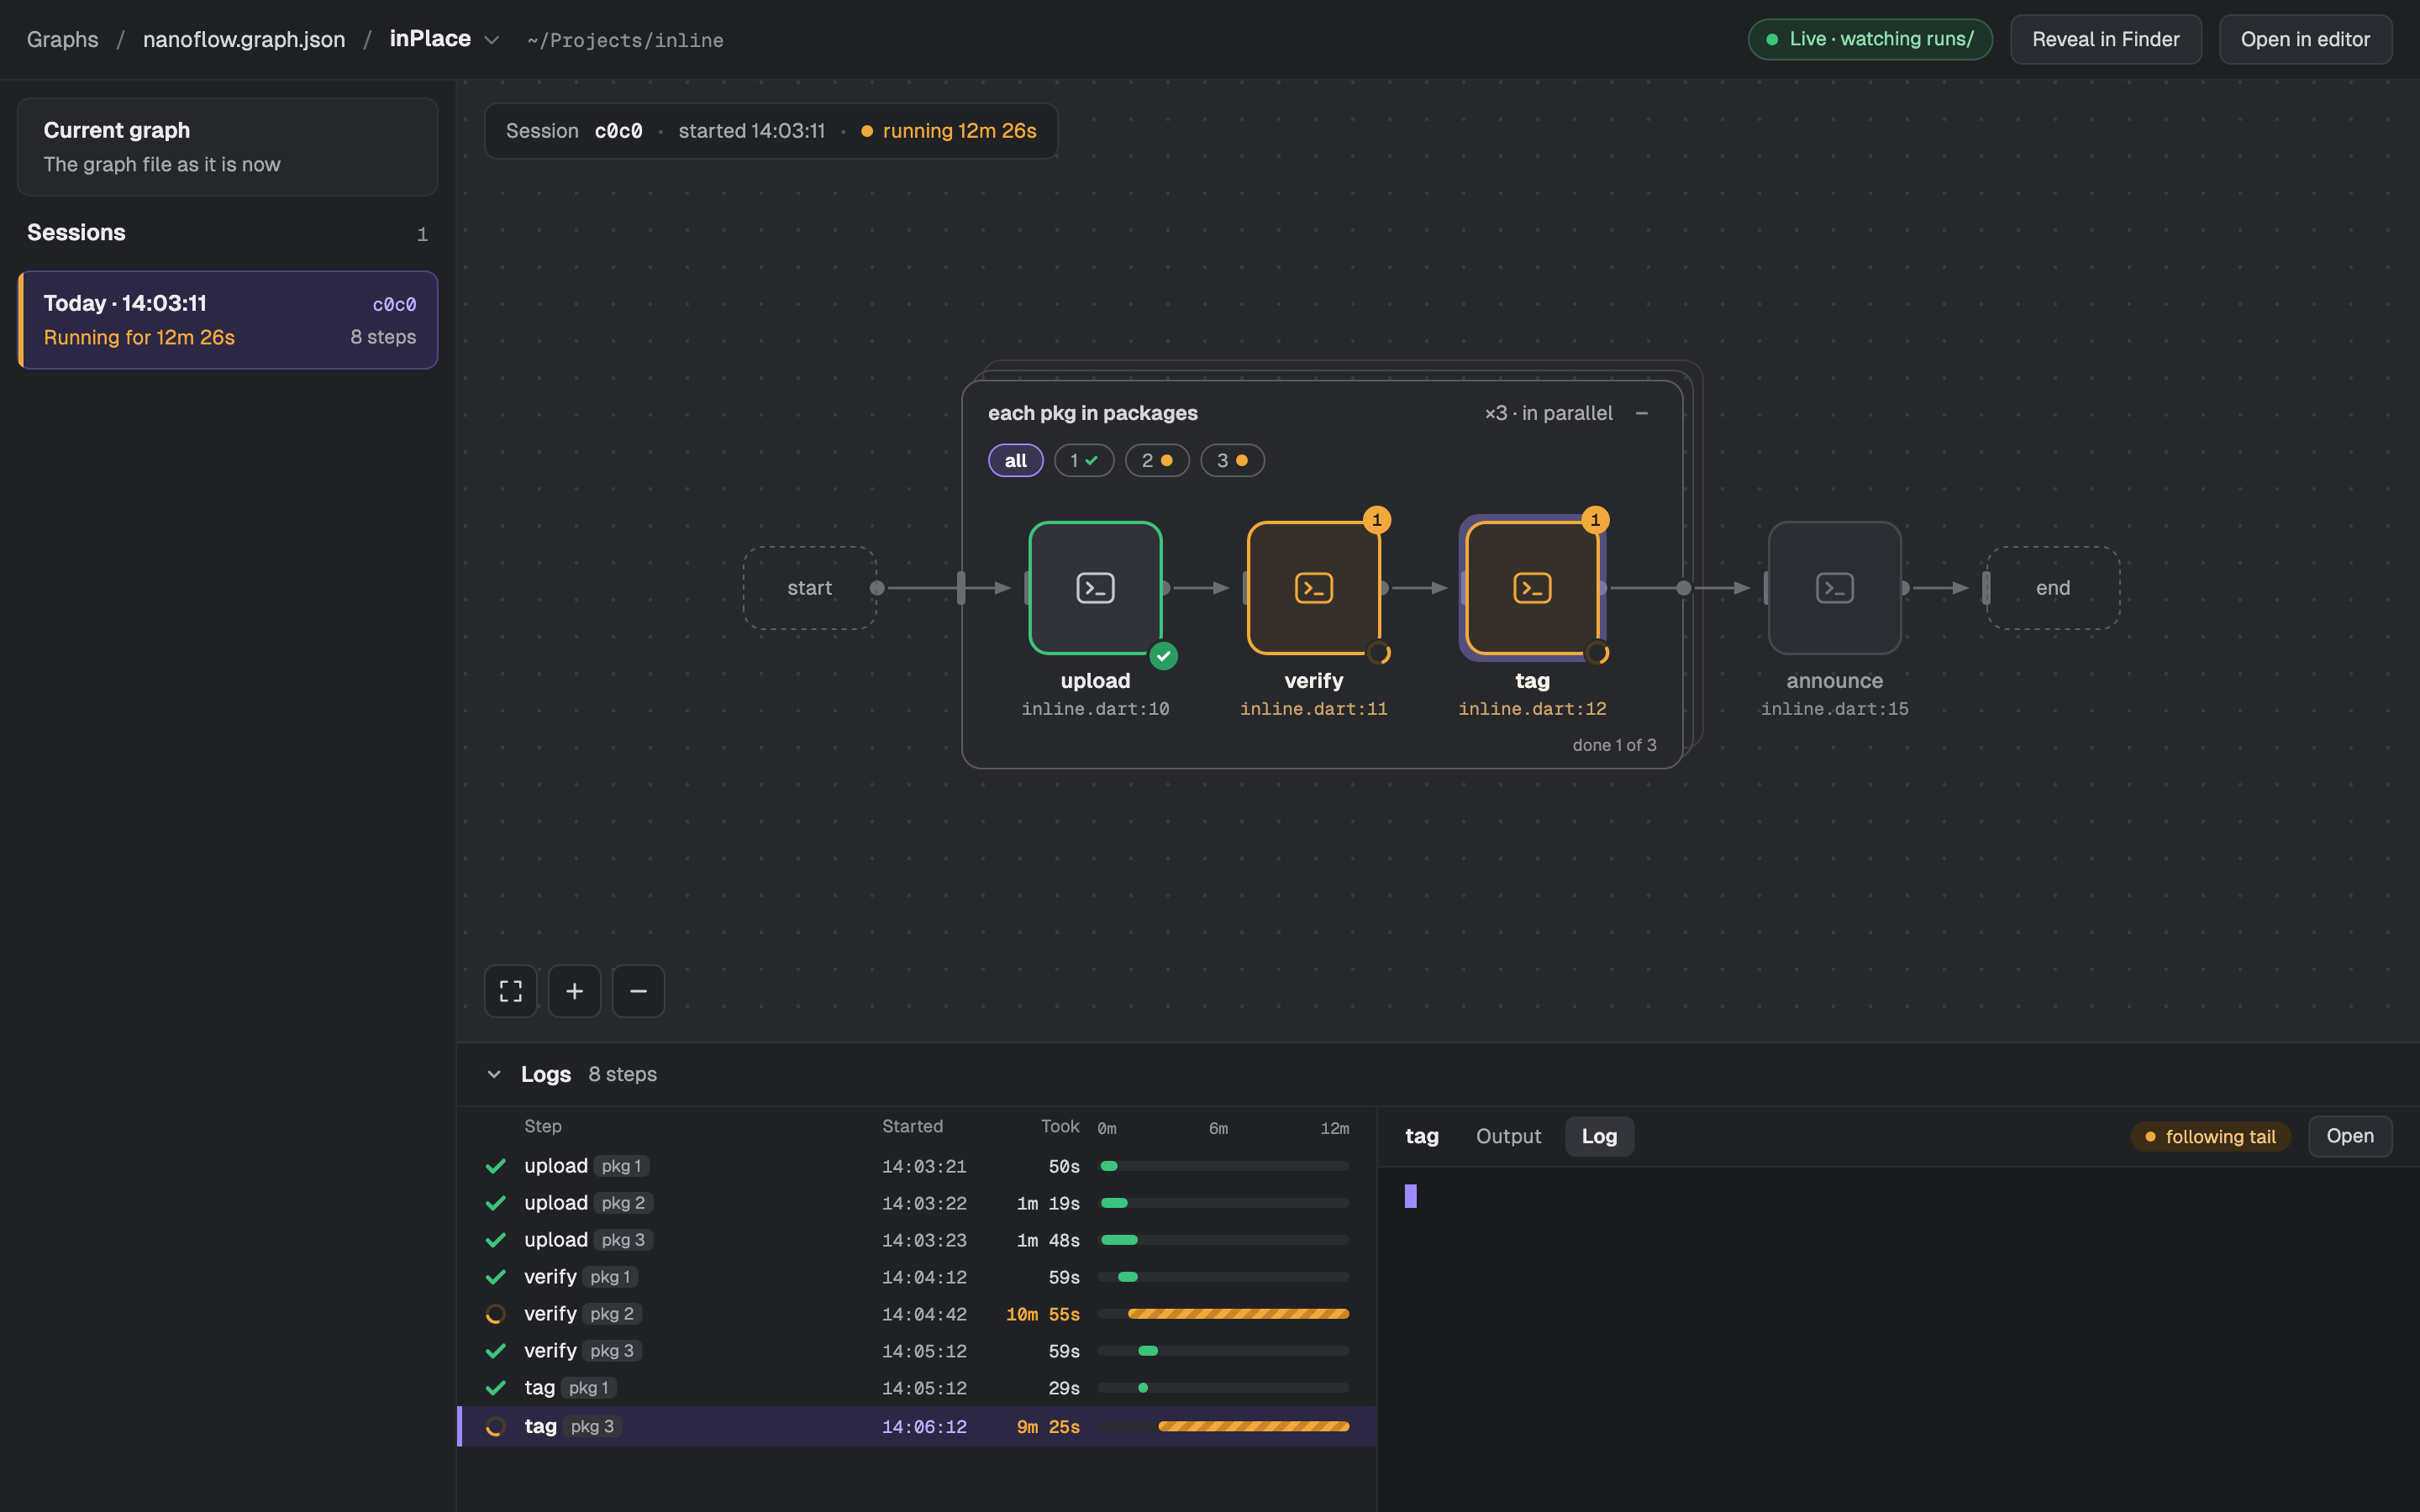 Graphs / nanoflow.graph.json / inPlace ~/Projects/inline
Live · watching runs/
Reveal in Finder
Open in editor
Current graph
The graph file as it is now
Sessions 1
Today · 14:03:11 c0c0
Running for 12m 26s 8 steps
Session c0c0 · started 14:03:11 · running 12m 26s
each pkg in packages ×3 · in parallel
all 1 2 3
1 1
start
>_ >_ >_ >_
end
upload verify tag announce
inline.dart:10 inline.dart:11 inline.dart:12 inline.dart:15
done 1 of 3
Logs 8 steps
Step Started Took 0m 6m 12m
upload pkg 1 14:03:21 50s
upload pkg 2 14:03:22 1m 19s
upload pkg 3 14:03:23 1m 48s
verify pkg 1 14:04:12 59s
verify pkg 2 14:04:42 10m 55s
verify pkg 3 14:05:12 59s
tag pkg 1 14:05:12 29s
tag pkg 3 14:06:12 9m 25s
tag Output Log following tail Open